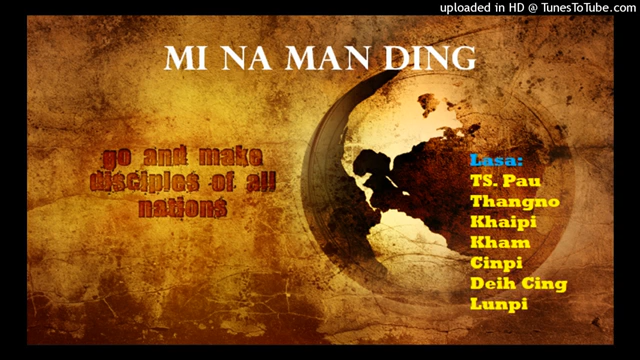 uploaded in HD @ TunesToTube.com
MI NA MAN DING
go and make
disciples of all
nations
Lasa:
TS. Pau
Thangno
Khaipi
Kham
Cinpi
Deih Cing
Lunpi